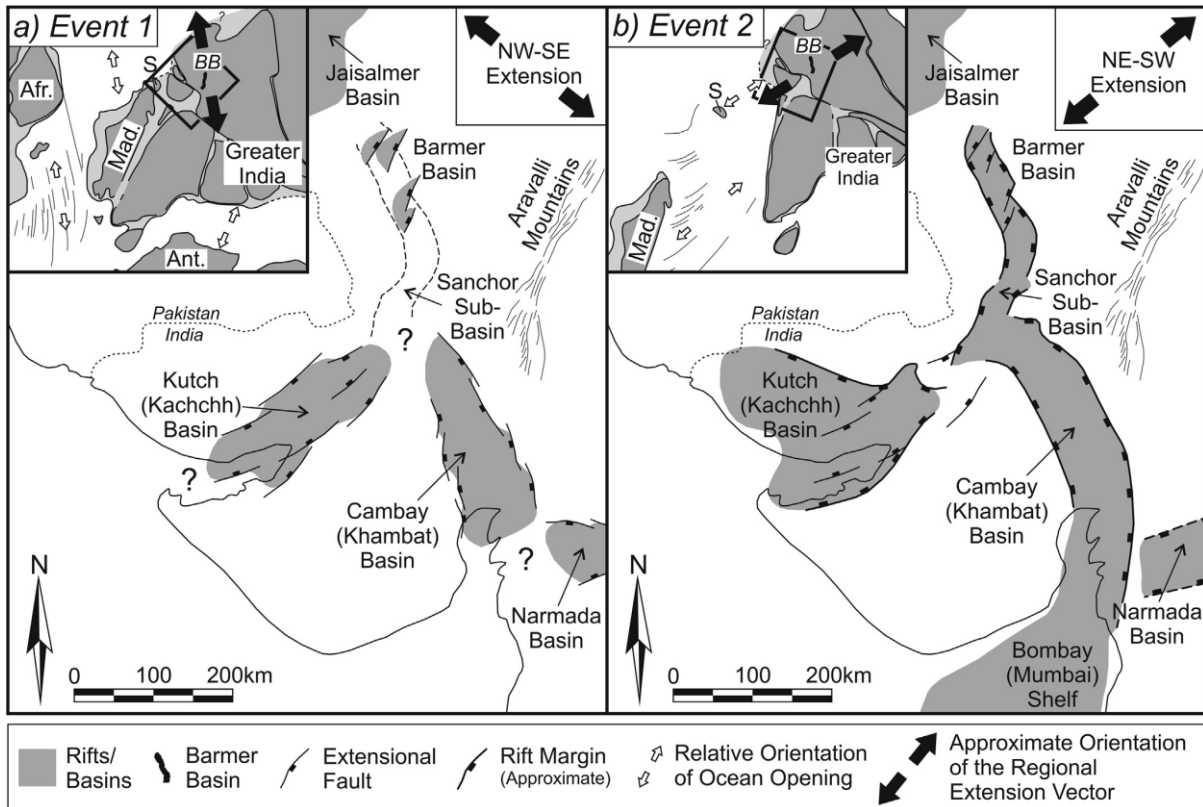 a) Event 1
Afr.
S
BB
Mad.
Greater
India
Ant.
?
Jaisalmer
Basin
NW-SE
Extension
Barmer
Basin
Aravalli
Mountains
Sanchor
Sub-
Basin
Pakistan
India
?
Kutch
(Kachchh)
Basin
?
Cambay
(Khambat)
Basin
?
Narmada
Basin
N
0 100 200km
b) Event 2
?
BB
S
Greater
India
Mad.
Jaisalmer
Basin
NE-SW
Extension
Barmer
Basin
Aravalli
Mountains
Sanchor
Sub-
Basin
Pakistan
India
Kutch
(Kachchh)
Basin
Cambay
(Khambat)
Basin
Narmada
Basin
Bombay
(Mumbai)
Shelf
N
0 100 200km
Rifts/
Basins
Barmer
Basin
Extensional
Fault
Rift Margin
(Approximate)
Relative Orientation
of Ocean Opening
Approximate Orientation
of the Regional
Extension Vector